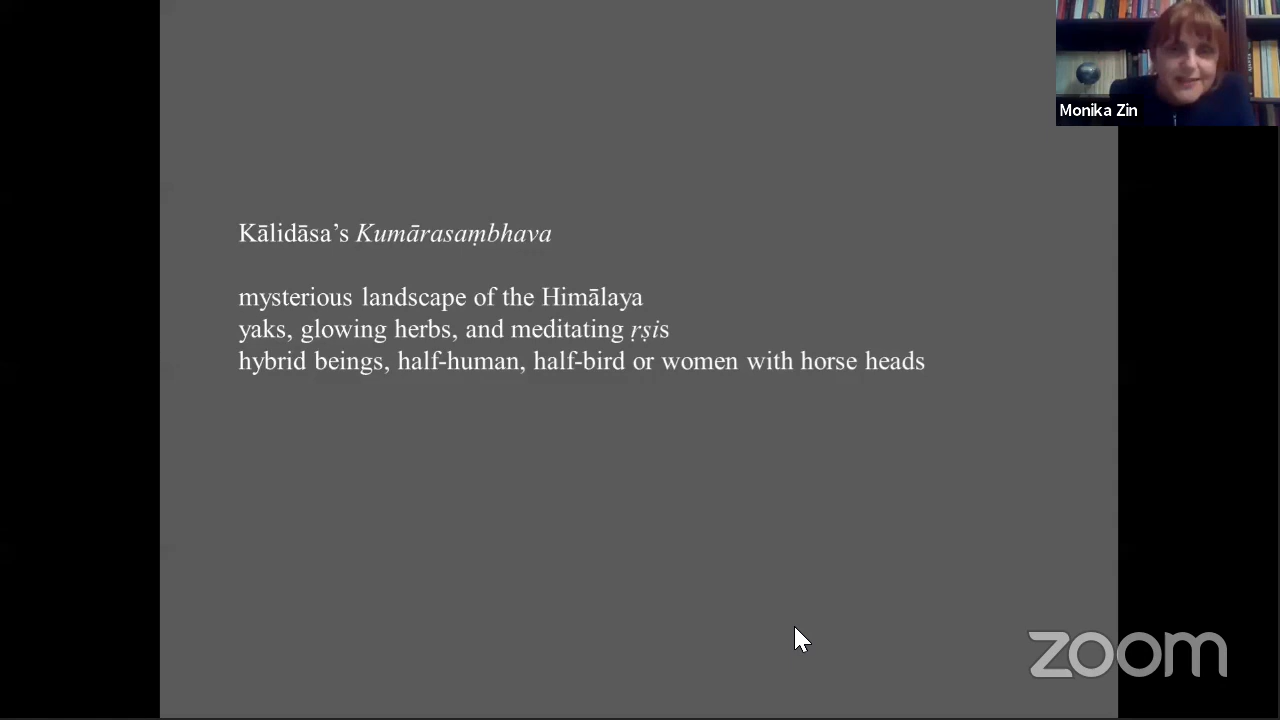 Monika Zin
Kālidāsa’s Kumārasaṃbhava
mysterious landscape of the Himālaya
yaks, glowing herbs, and meditating ṛṣis
hybrid beings, half-human, half-bird or women with horse heads
zoom